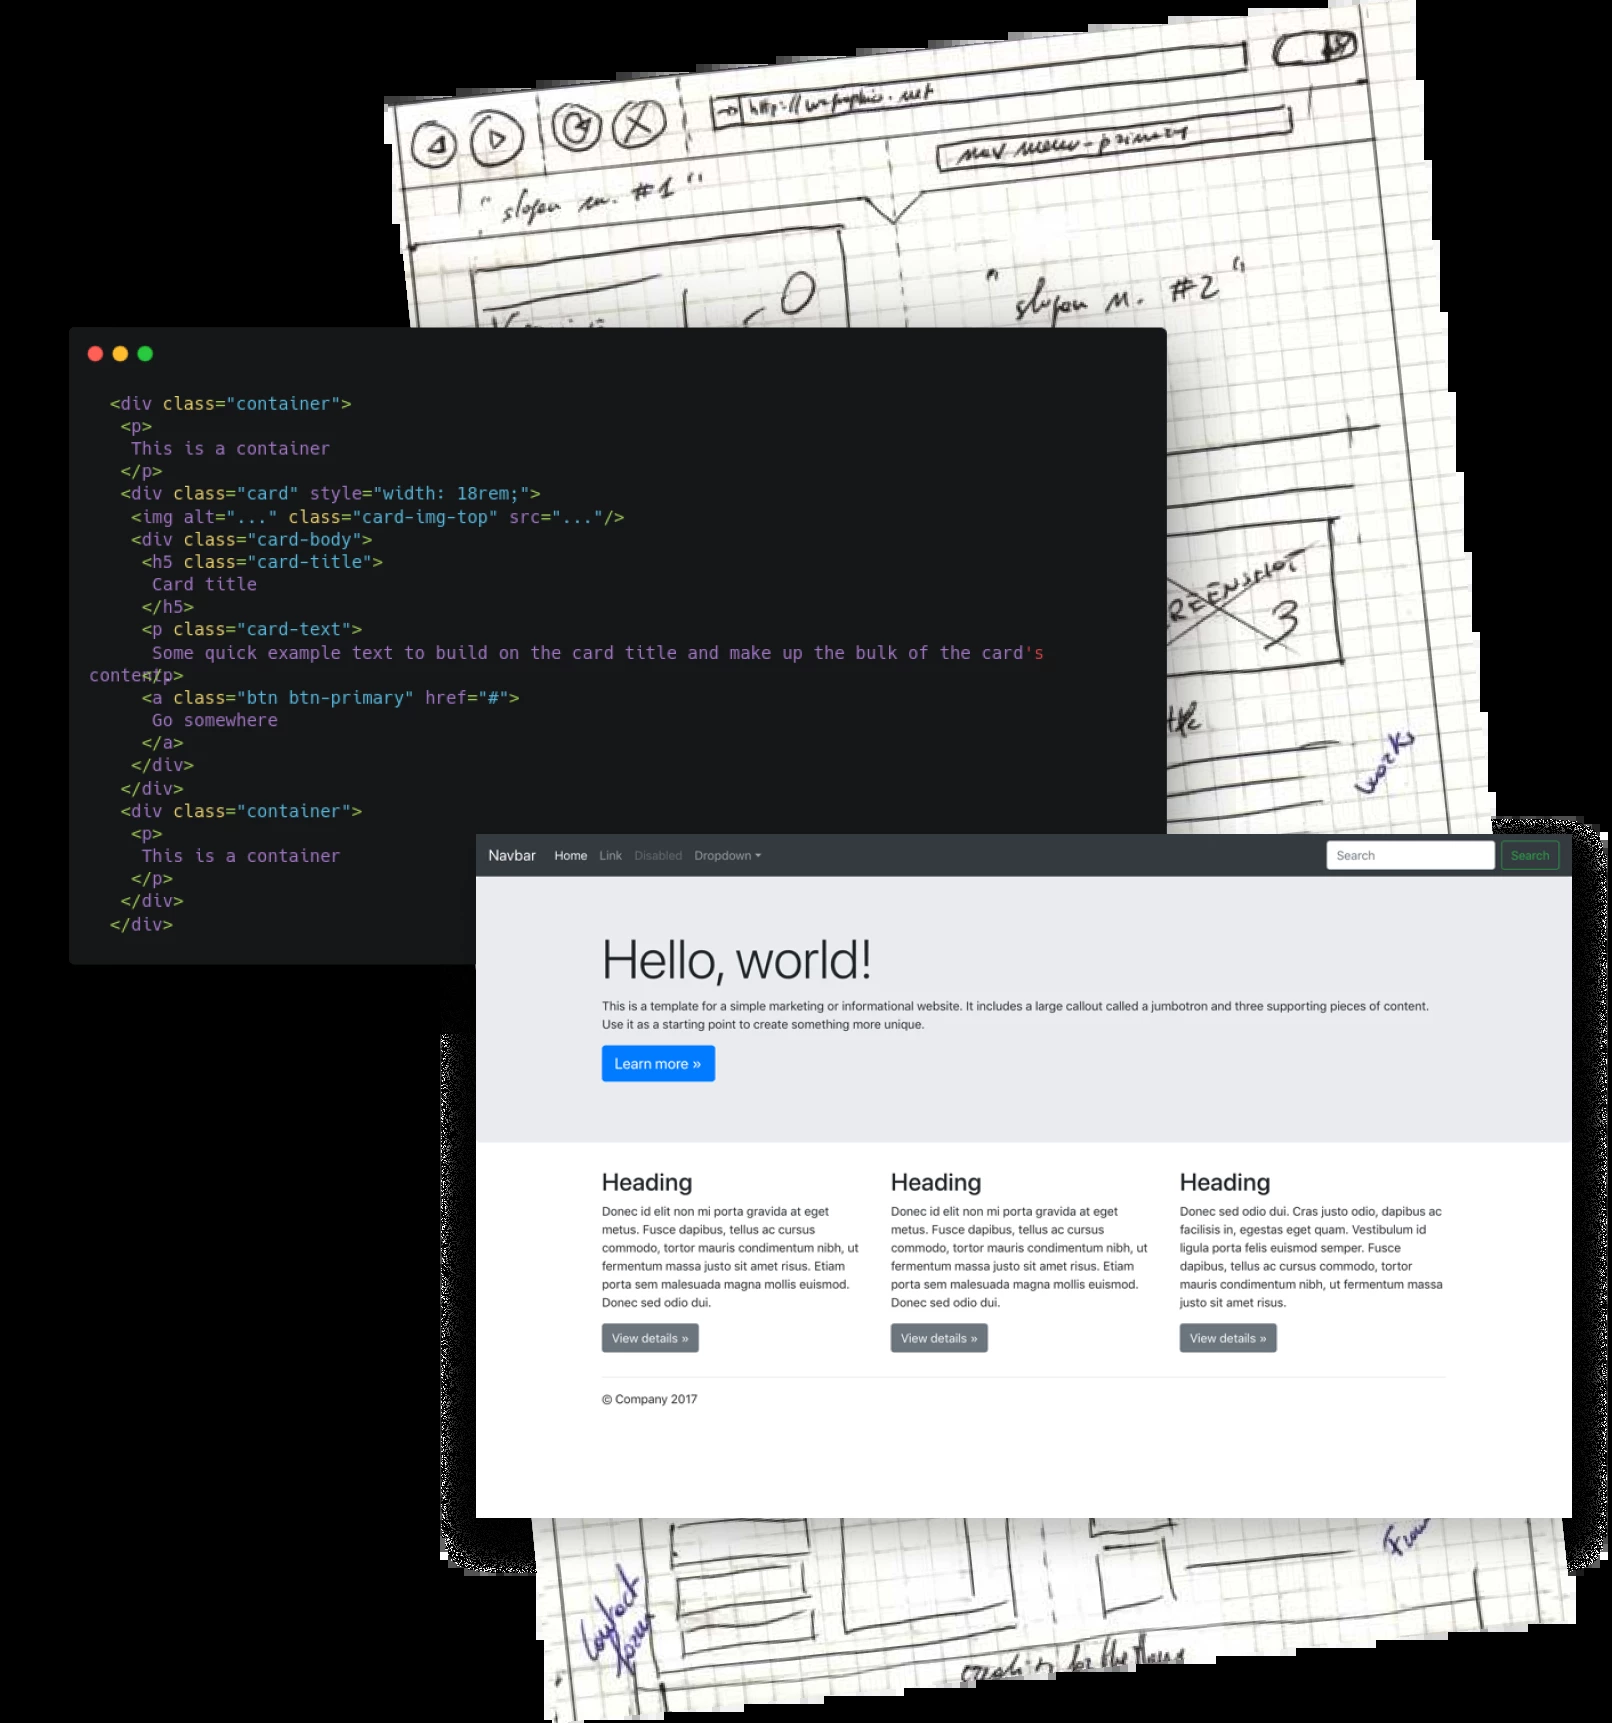 http://
nav menu-primary
" slogan n. #1 "
" slogan n. #2 "
0
<div class="container">
<p>
This is a container
</p>
<div class="card" style="width: 18rem;">
<img alt="..." class="card-img-top" src="..."/>
<div class="card-body">
<h5 class="card-title">
Card title
</h5>
<p class="card-text">
Some quick example text to build on the card title and make up the bulk of the card's
content.
</p>
<a class="btn btn-primary" href="#">
Go somewhere
</a>
</div>
</div>
<div class="container">
<p>
This is a container
</p>
</div>
</div>
REENSHOT
3
works
Navbar Home Link Disabled Dropdown Search Search
Hello, world!
This is a template for a simple marketing or informational website. It includes a large callout called a jumbotron and three supporting pieces of content.
Use it as a starting point to create something more unique.
Learn more »
Heading
Donec id elit non mi porta gravida at eget
metus. Fusce dapibus, tellus ac cursus
commodo, tortor mauris condimentum nibh, ut
fermentum massa justo sit amet risus. Etiam
porta sem malesuada magna mollis euismod.
Donec sed odio dui.
View details »
Heading
Donec id elit non mi porta gravida at eget
metus. Fusce dapibus, tellus ac cursus
commodo, tortor mauris condimentum nibh, ut
fermentum massa justo sit amet risus. Etiam
porta sem malesuada magna mollis euismod.
Donec sed odio dui.
View details »
Heading
Donec sed odio dui. Cras justo odio, dapibus ac
facilisis in, egestas eget quam. Vestibulum id
ligula porta felis euismod semper. Fusce
dapibus, tellus ac cursus commodo, tortor
mauris condimentum nibh, ut fermentum massa
justo sit amet risus.
View details »
© Company 2017
contact
form
for the